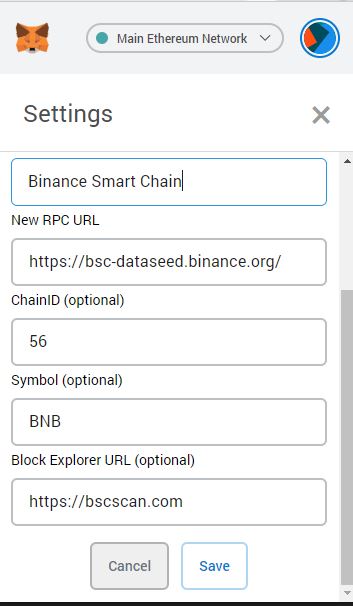 Main Ethereum Network
Settings
Binance Smart Chain
New RPC URL
https://bsc-dataseed.binance.org/
ChainID (optional)
56
Symbol (optional)
BNB
Block Explorer URL (optional)
https://bscscan.com
Cancel Save